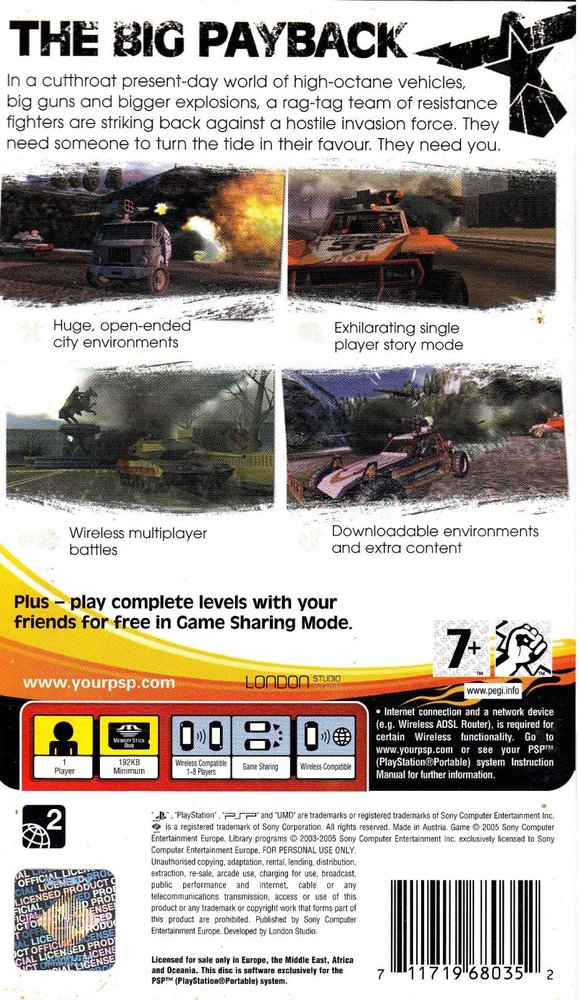 THE BIG PAYBACK
In a cutthroat present-day world of high-octane vehicles,
big guns and bigger explosions, a rag-tag team of resistance
fighters are striking back against a hostile invasion force. They
need someone to turn the tide in their favour. They need you.
Huge, open-ended
city environments
Exhilarating single
player story mode
Wireless multiplayer
battles
Downloadable environments
and extra content
Plus – play complete levels with your
friends for free in Game Sharing Mode.
7+
™
™
www.pegi.info
www.yourpsp.com
LONDON STUDIO
1
Player
MEMORY STICK
DUO
192KB
Minimum
Wireless Compatible
1-8 Players
Game Sharing
Wireless Compatible
• Internet connection and a network device
(e.g. Wireless ADSL Router), is required for
certain Wireless functionality. Go to
www.yourpsp.com or see your PSP™
(PlayStation®Portable) system Instruction
Manual for further information.
2
", "PlayStation", "PSP" and "UMD" are trademarks or registered trademarks of Sony Computer Entertainment Inc.
is a registered trademark of Sony Corporation. All rights reserved. Made in Austria. Game © 2005 Sony Computer
Entertainment Europe. Library programs © 2003-2005 Sony Computer Entertainment Inc. exclusively licensed to Sony
Computer Entertainment Europe. FOR PERSONAL USE ONLY.
Unauthorised copying, adaptation, rental, lending, distribution,
extraction, re-sale, arcade use, charging for use, broadcast,
public performance and internet, cable or any
telecommunications transmission, access or use of this
product or any trademark or copyright work that forms part of
this product are prohibited. Published by Sony Computer
Entertainment Europe. Developed by London Studio.
OFFICIAL LICENSED PRODUCT
Licensed for sale only in Europe, the Middle East, Africa
and Oceania. This disc is software exclusively for the
PSP™ (PlayStation®Portable) system.
7 11719 68035 2